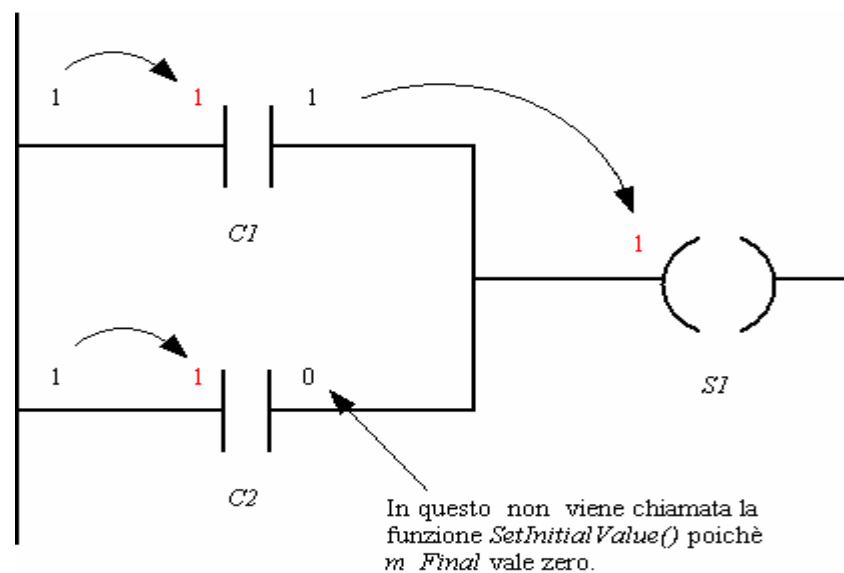 1 1 1
C1
1
1 1 0
S1
C2
In questo non viene chiamata la
funzione SetInitialValue() poichè
m_Final vale zero.